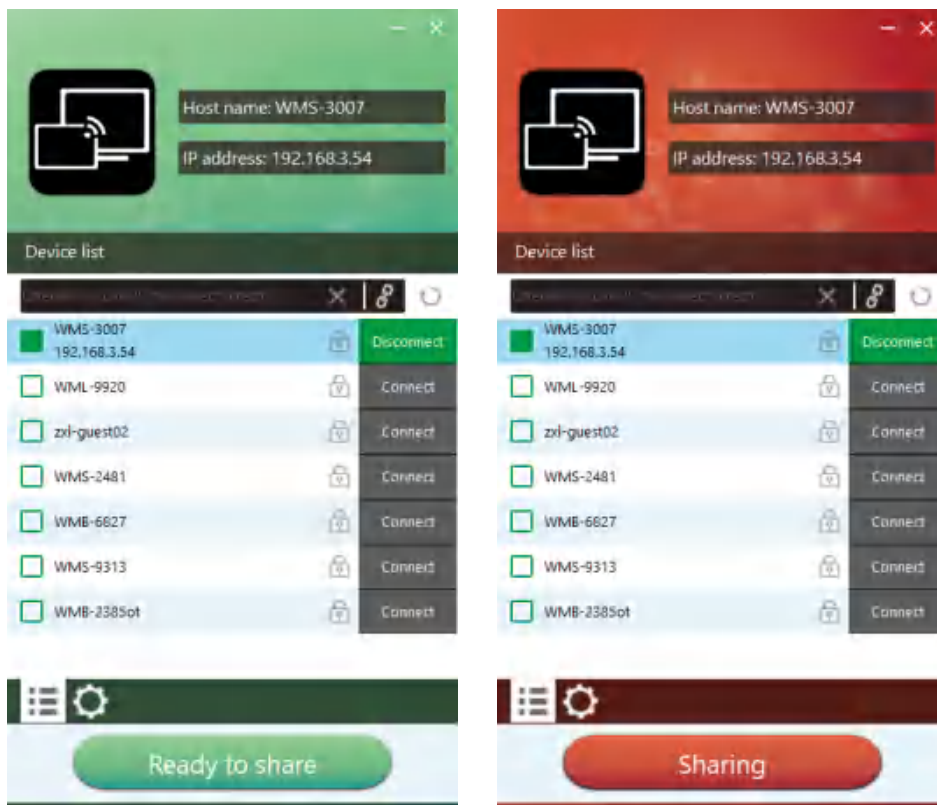 Host name: WMS-3007
IP address: 192.168.3.54
Device list
WMS-3007
192.168.3.54
Disconnect
WML-9920
Connect
zxl-guest02
Connect
WMS-2481
Connect
WMB-6827
Connect
WMS-9313
Connect
WMB-2385ot
Connect
Ready to share
Host name: WMS-3007
IP address: 192.168.3.54
Device list
WMS-3007
192.168.3.54
Disconnect
WML-9920
Connect
zxl-guest02
Connect
WMS-2481
Connect
WMB-6827
Connect
WMS-9313
Connect
WMB-2385ot
Connect
Sharing